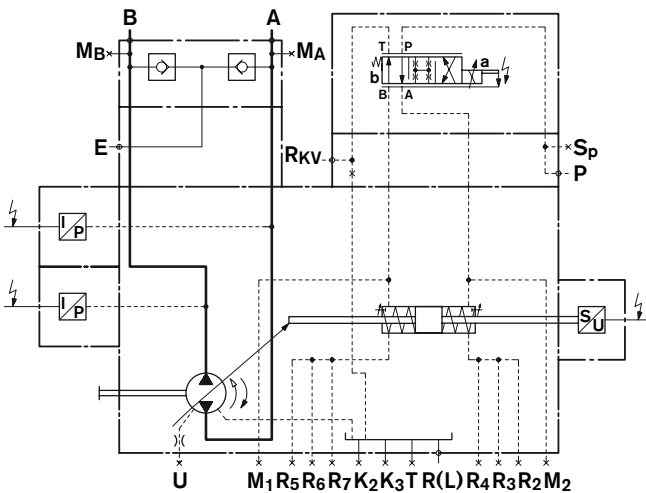 B A
MB MA
T P
a
b
B A
E
RKV
Sp
P
I/P
I/P
S/U
U M1 R5 R6 R7 K2 K3 T R(L) R4 R3 R2 M2